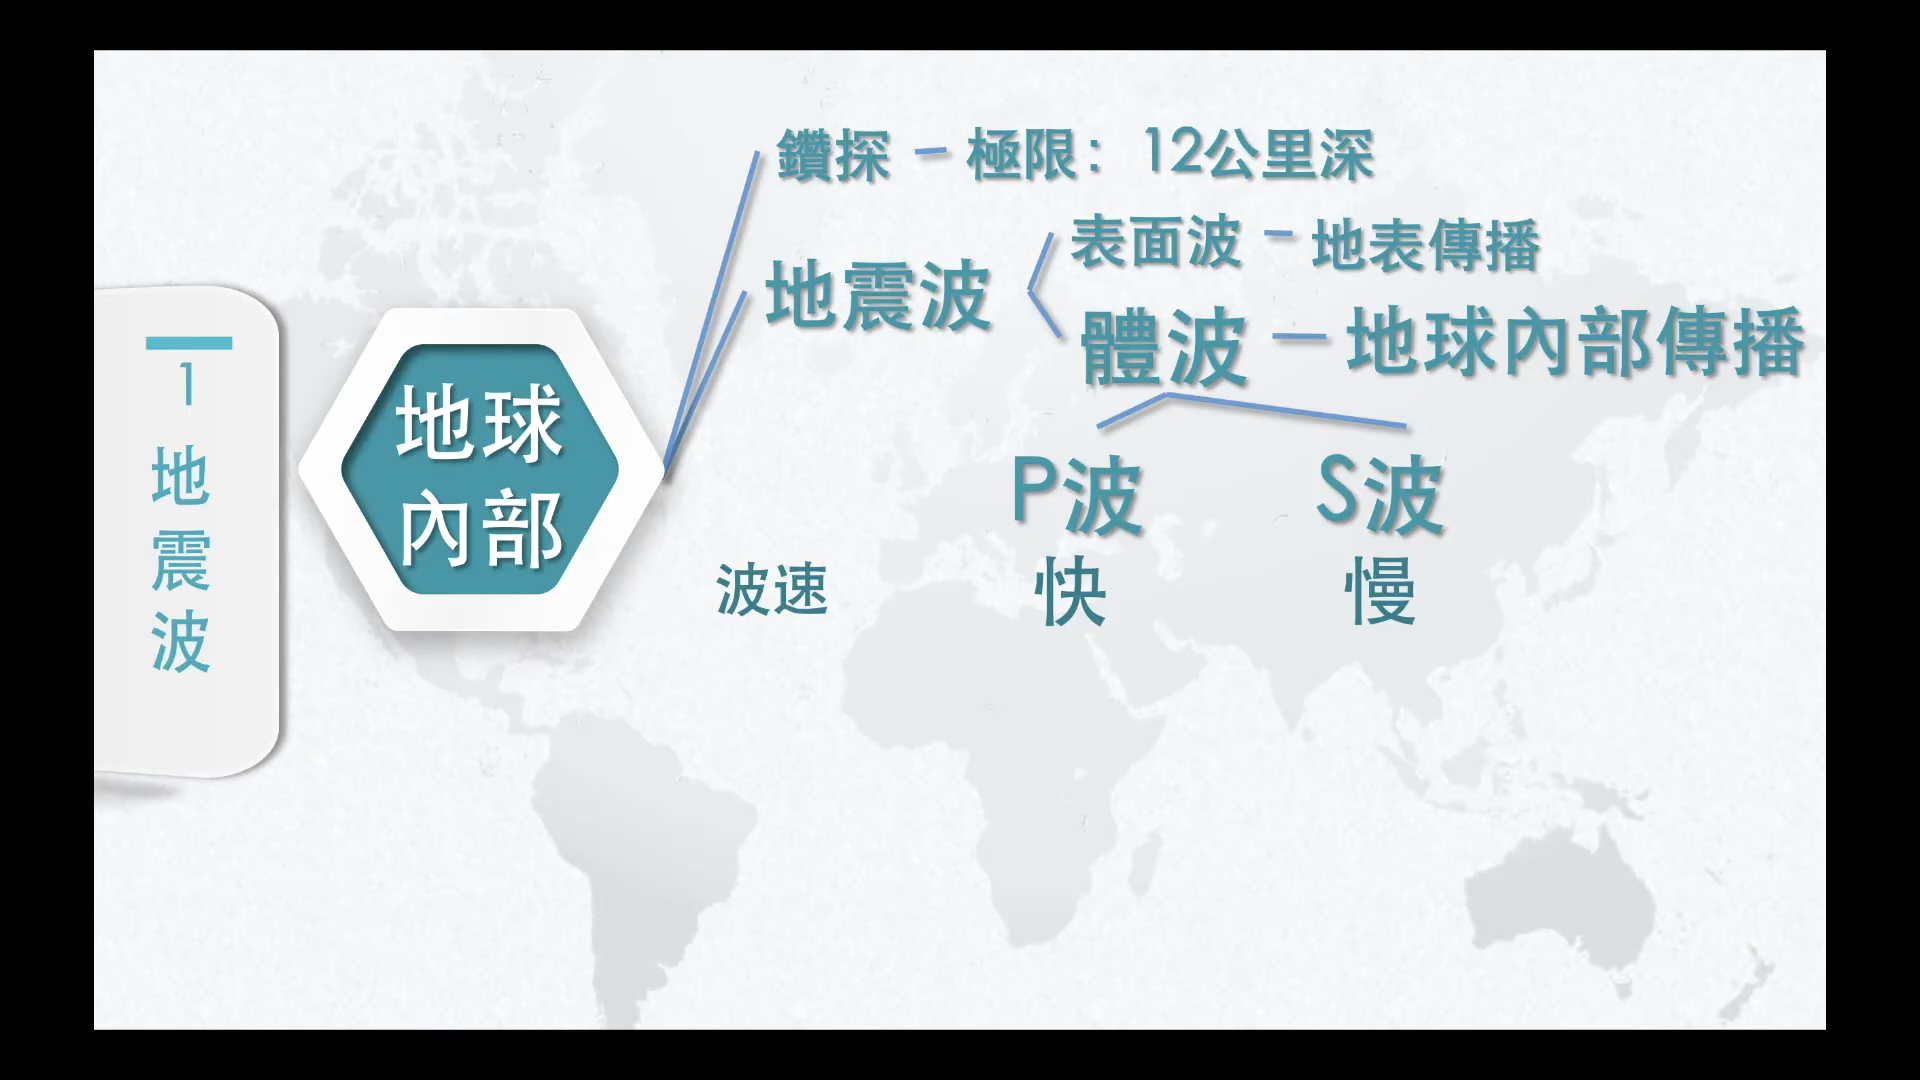 1 地震波
地球
內部
鑽探 － 極限：12公里深
地震波
表面波 － 地表傳播
體波 － 地球內部傳播
P波 S波
波速 快 慢